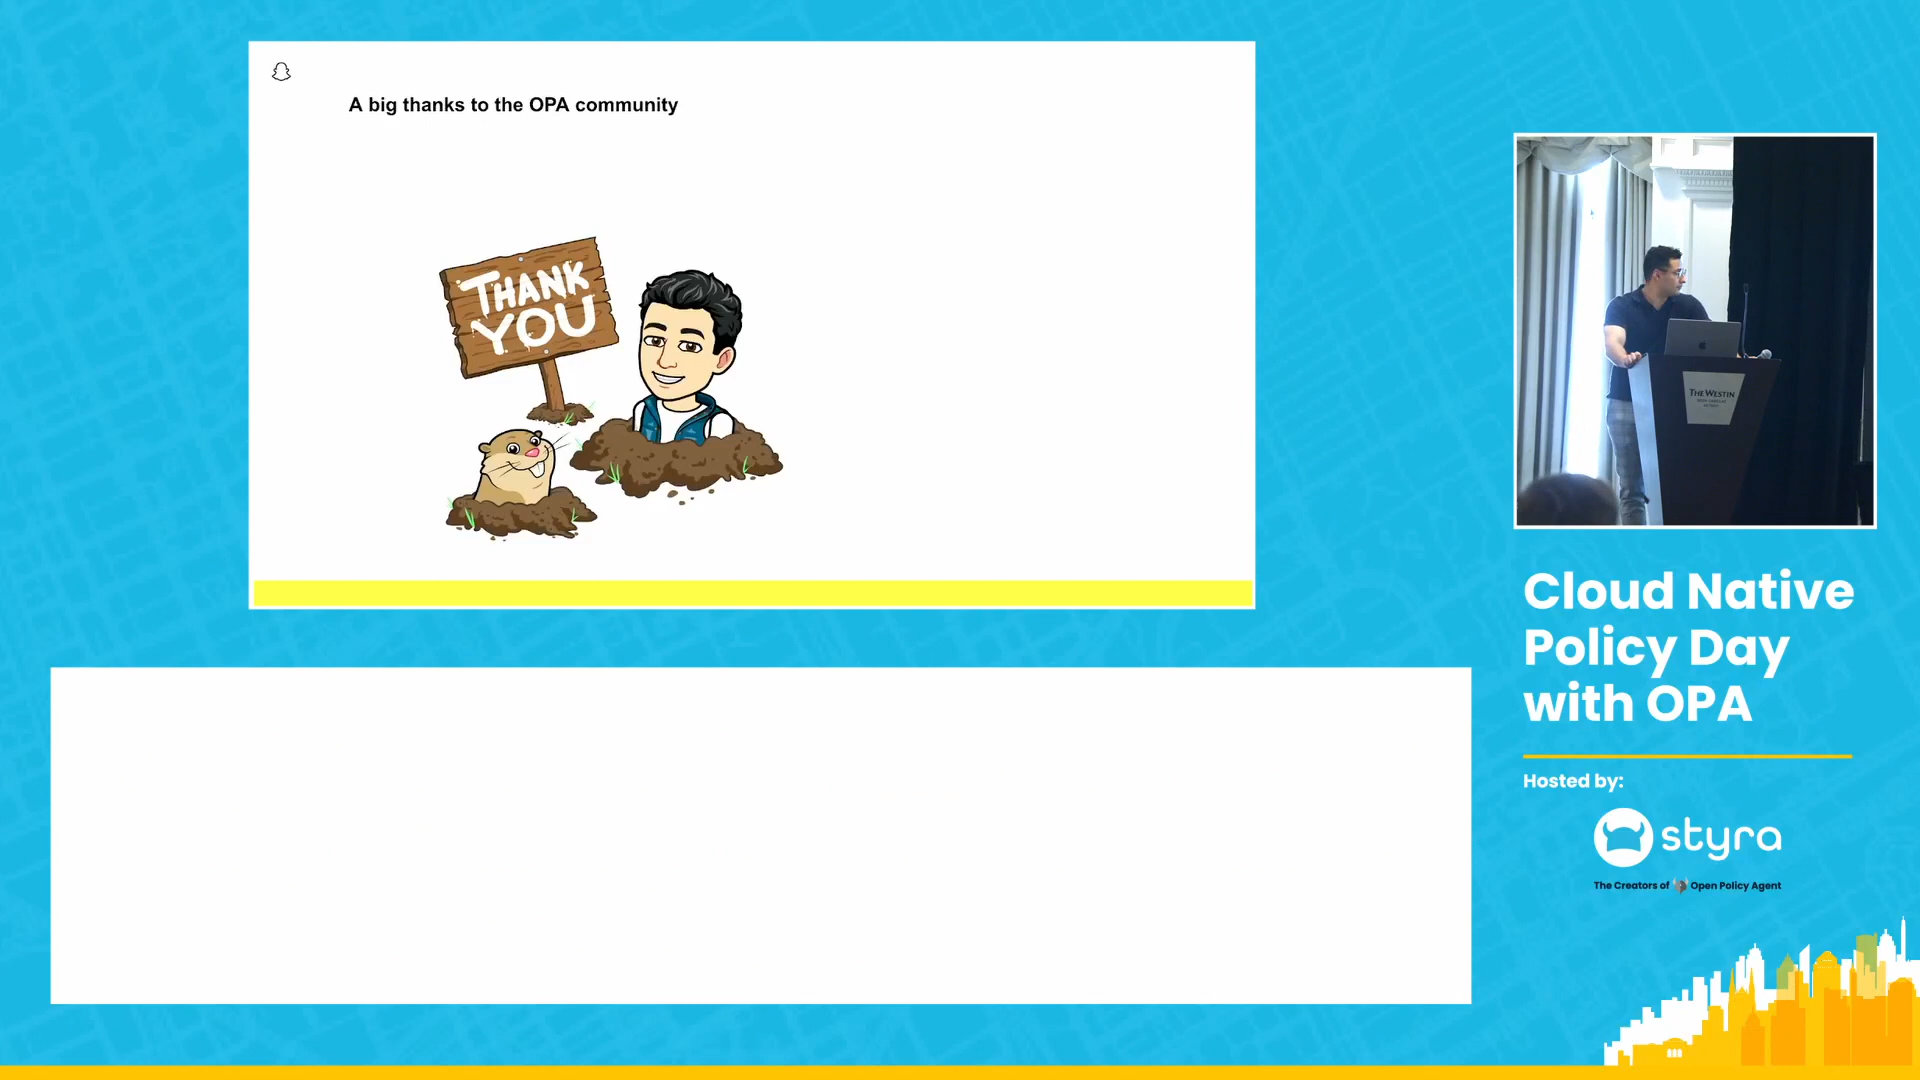 A big thanks to the OPA community
THANK
YOU
THE WESTIN
Cloud Native
Policy Day
with OPA
Hosted by:
styra
The Creators of Open Policy Agent